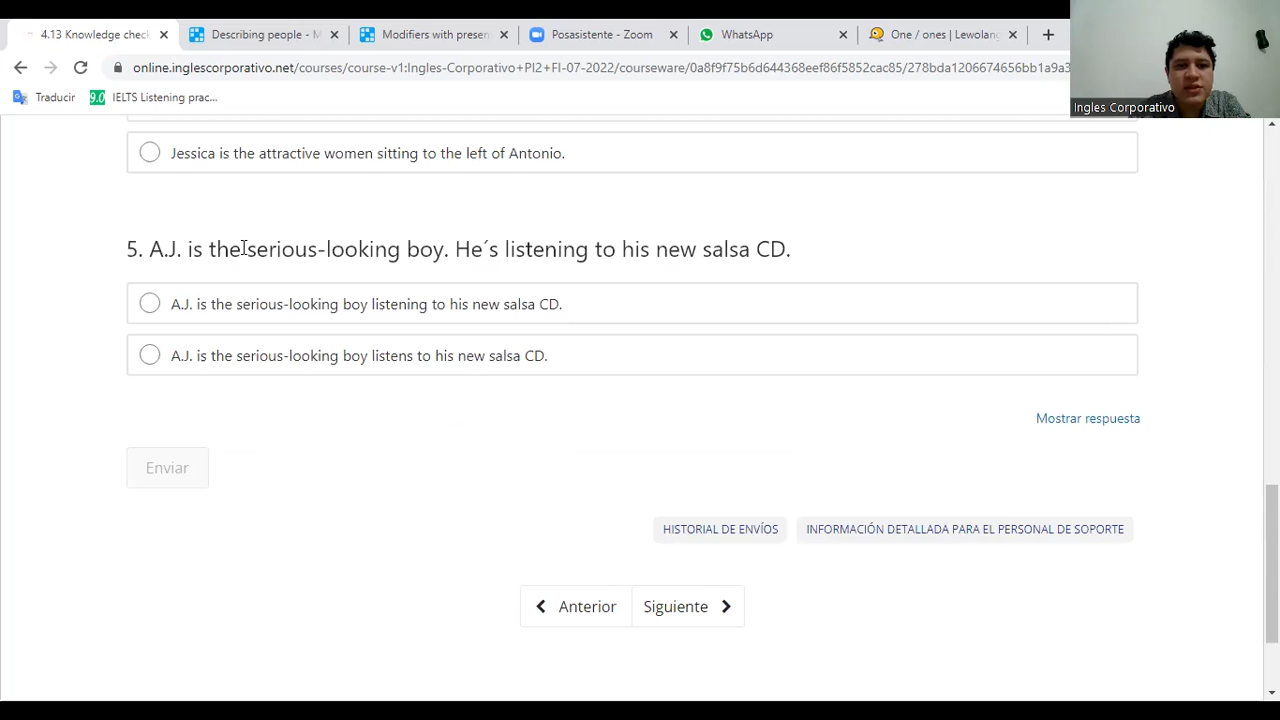 4.13 Knowledge check
Describing people - M
Modifiers with presen
Posasistente - Zoom
WhatsApp
One / ones | Lewolang
online.inglescorporativo.net/courses/course-v1:Ingles-Corporativo+PI2+FI-07-2022/courseware/0a8f9f75b6d644368eef86f5852cac85/278bda1206674656bb1a9a3
Traducir
9.0 IELTS Listening prac...
Ingles Corporativo
Jessica is the attractive women sitting to the left of Antonio.
5. A.J. is the serious-looking boy. He´s listening to his new salsa CD.
A.J. is the serious-looking boy listening to his new salsa CD.
A.J. is the serious-looking boy listens to his new salsa CD.
Mostrar respuesta
Enviar
HISTORIAL DE ENVÍOS
INFORMACIÓN DETALLADA PARA EL PERSONAL DE SOPORTE
Anterior
Siguiente